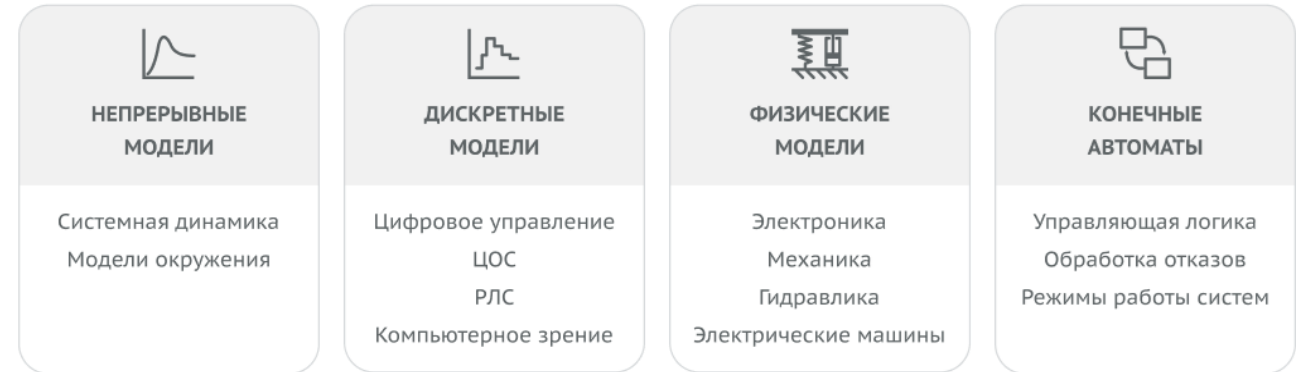 НЕПРЕРЫВНЫЕ
МОДЕЛИ
Системная динамика
Модели окружения
ДИСКРЕТНЫЕ
МОДЕЛИ
Цифровое управление
ЦОС
РЛС
Компьютерное зрение
ФИЗИЧЕСКИЕ
МОДЕЛИ
Электроника
Механика
Гидравлика
Электрические машины
КОНЕЧНЫЕ
АВТОМАТЫ
Управляющая логика
Обработка отказов
Режимы работы систем